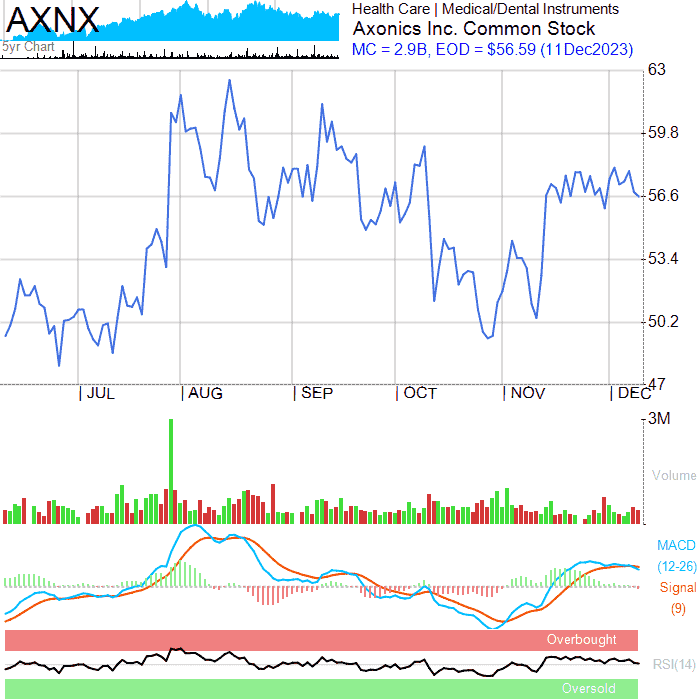 AXNX
5yr Chart
Health Care | Medical/Dental Instruments
Axonics Inc. Common Stock
MC = 2.9B, EOD = $56.59 (11Dec2023)
63
59.8
56.6
53.4
50.2
47
JUL AUG SEP OCT NOV DEC
3M
Volume
MACD
(12-26)
Signal
(9)
Overbought
RSI(14)
Oversold